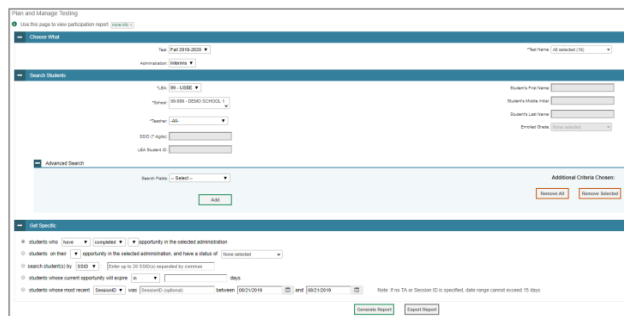 Plan and Manage Testing
Use this page to view participation report more info
Choose What
Test: Fall 2019-2020
*Test Name: All selected (16)
Administration:
Search Students
*LEA: 99 - USBE
Student's First Name
*School: DEMO SCHOOL 1
Student's Middle Initial
*Teacher: -All-
Student's Last Name
SSID (7 digits)
Enrolled Grade: None selected
LEA Student ID
Advanced Search
Search Fields: -- Select --
Additional Criteria Chosen:
Add
Remove All Remove Selected
Get Specific
students who have completed opportunity in the selected administration
students on their opportunity in the selected administration, and have a status of None selected
search student(s) by SSID Enter up to 20 SSID(s) separated by commas
students whose current opportunity will expire in days
students whose most recent SessionID was SessionID (optional) between 08/21/2019 and 08/21/2019 Note: If no TA or Session ID is specified, date range cannot exceed 15 days
Generate Report Export Report